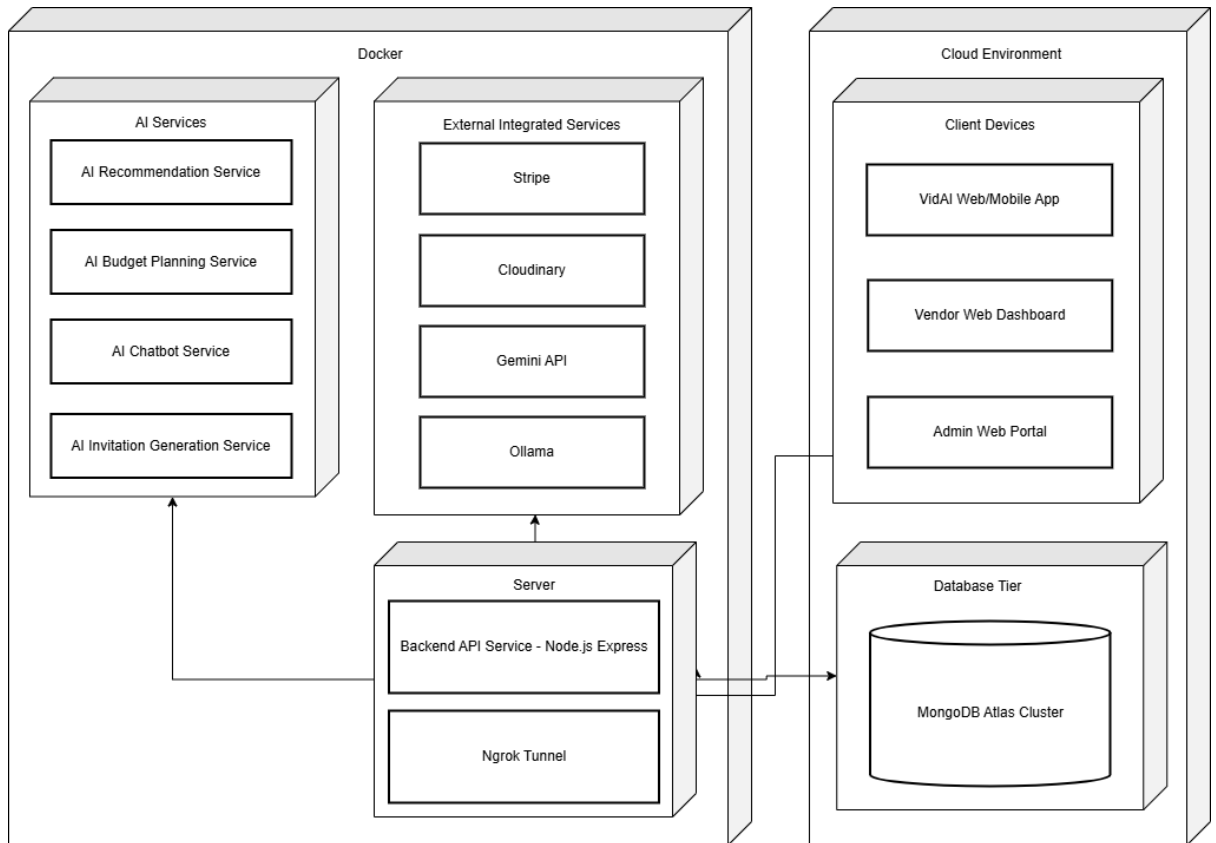 Docker
AI Services
AI Recommendation Service
AI Budget Planning Service
AI Chatbot Service
AI Invitation Generation Service
External Integrated Services
Stripe
Cloudinary
Gemini API
Ollama
Server
Backend API Service - Node.js Express
Ngrok Tunnel
Cloud Environment
Client Devices
VidAI Web/Mobile App
Vendor Web Dashboard
Admin Web Portal
Database Tier
MongoDB Atlas Cluster